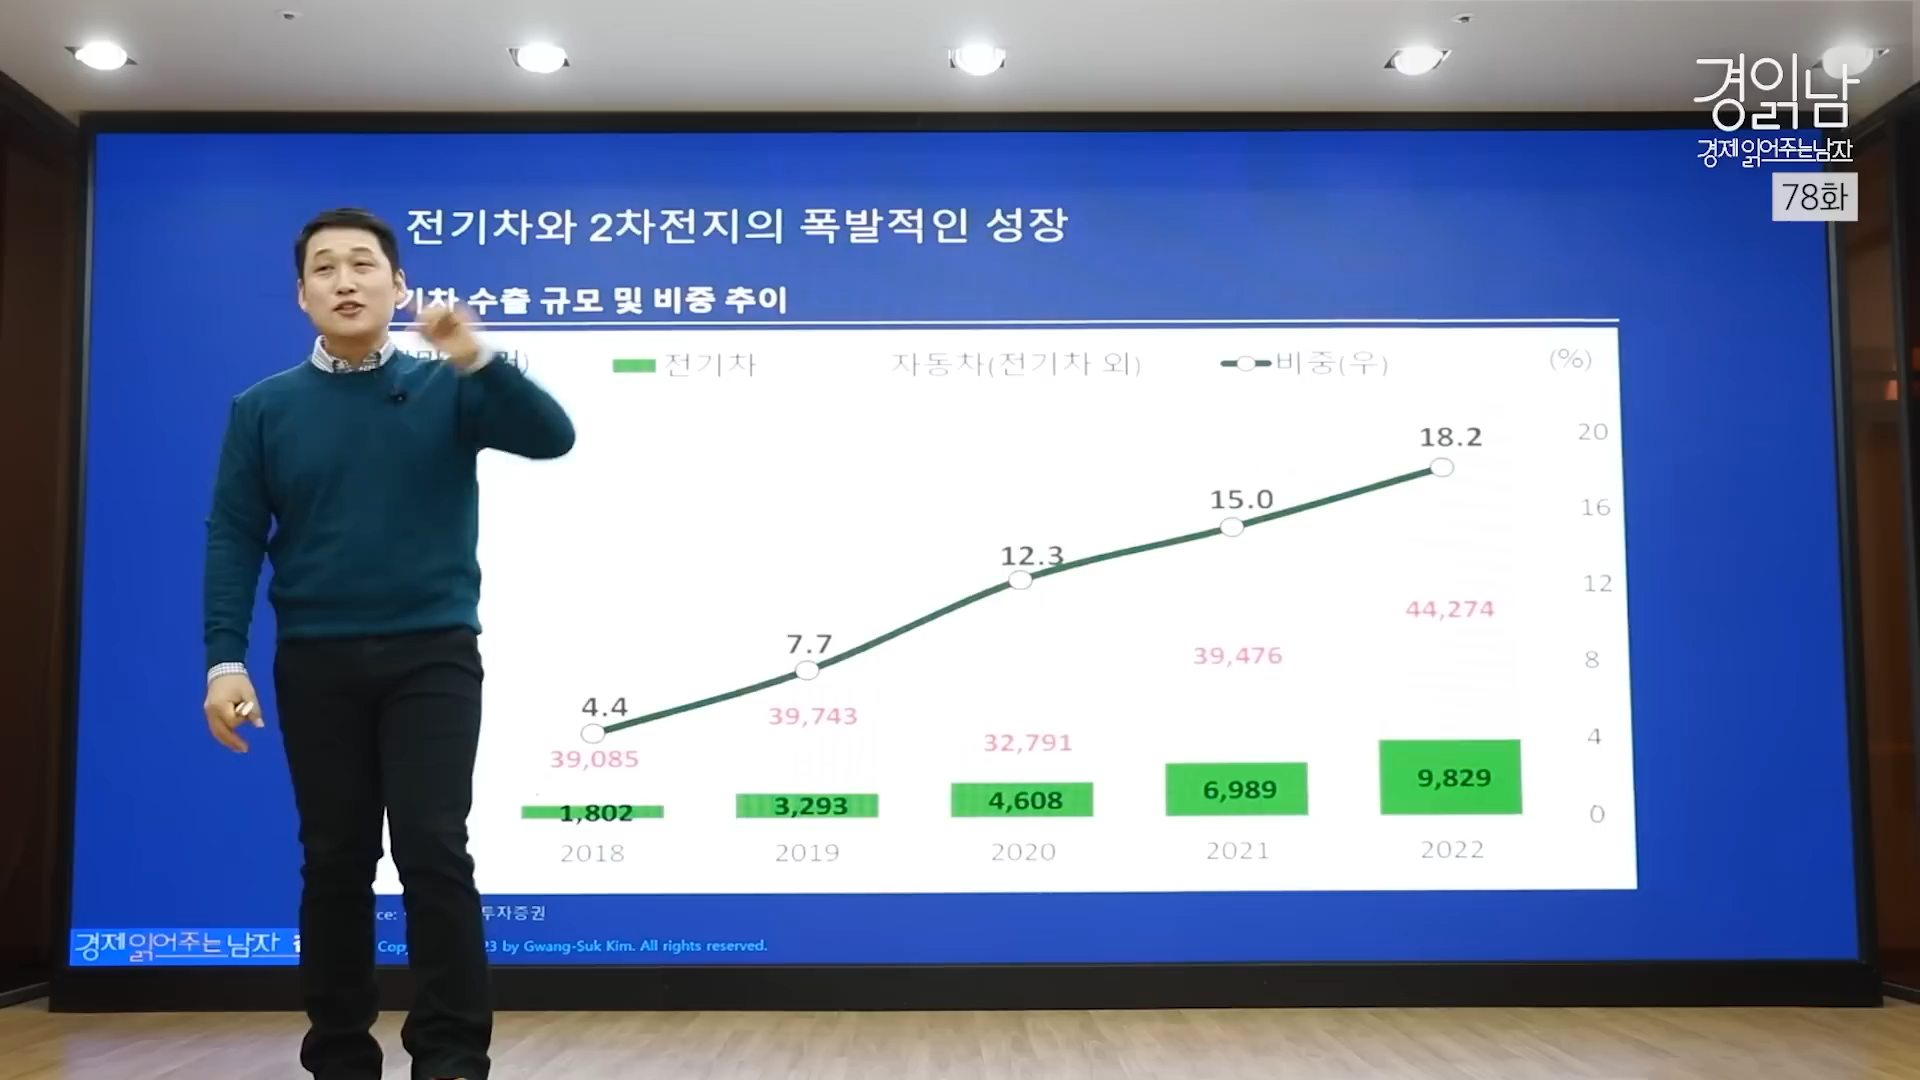 경읽남
경제 읽어주는 남자
78화
전기차와 2차전지의 폭발적인 성장
기차 수출 규모 및 비중 추이
전기차 자동차(전기차 외) 비중(우) (%)
20
18.2
16
15.0
12.3
12
44,274
39,476
8
7.7
4.4
39,743
32,791
4
39,085
9,829
6,989
4,608
3,293
1,802
0
2018 2019 2020 2021 2022
투자증권
경제 읽어주는 남자
23 by Gwang-Suk Kim. All rights reserved.